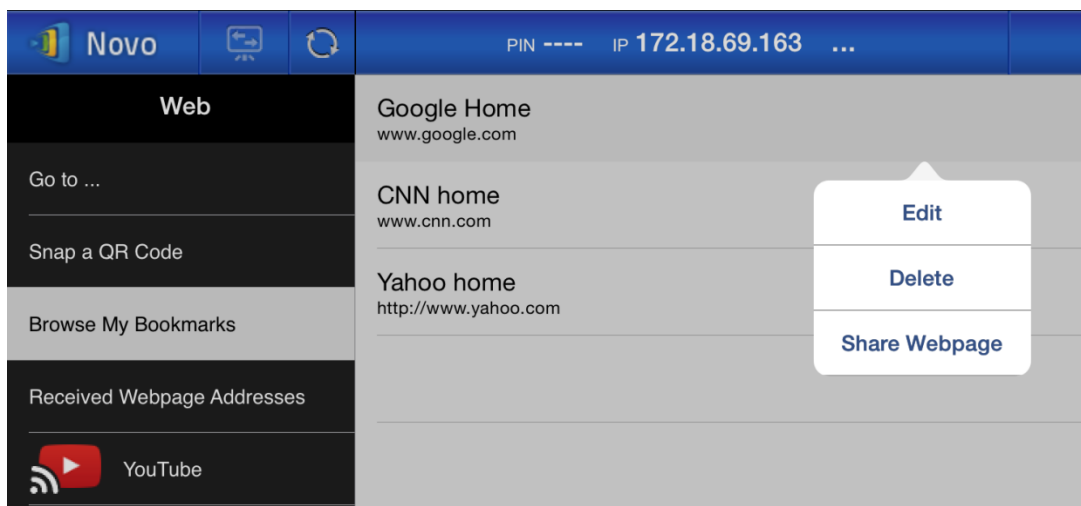 Novo
PIN ---- IP 172.18.69.163 ...
Web
Go to ...
Snap a QR Code
Browse My Bookmarks
Received Webpage Addresses
YouTube
Google Home
www.google.com
CNN home
www.cnn.com
Yahoo home
http://www.yahoo.com
Edit
Delete
Share Webpage